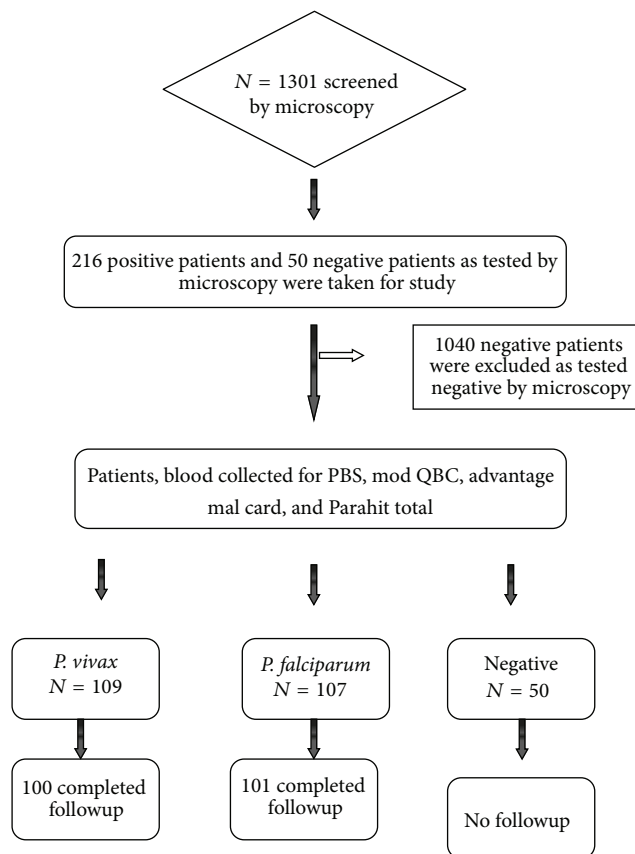 N = 1301 screened
by microscopy
216 positive patients and 50 negative patients as tested by
microscopy were taken for study
1040 negative patients
were excluded as tested
negative by microscopy
Patients, blood collected for PBS, mod QBC, advantage
mal card, and Parahit total
P. vivax
N = 109
P. falciparum
N = 107
Negative
N = 50
100 completed
followup
101 completed
followup
No followup